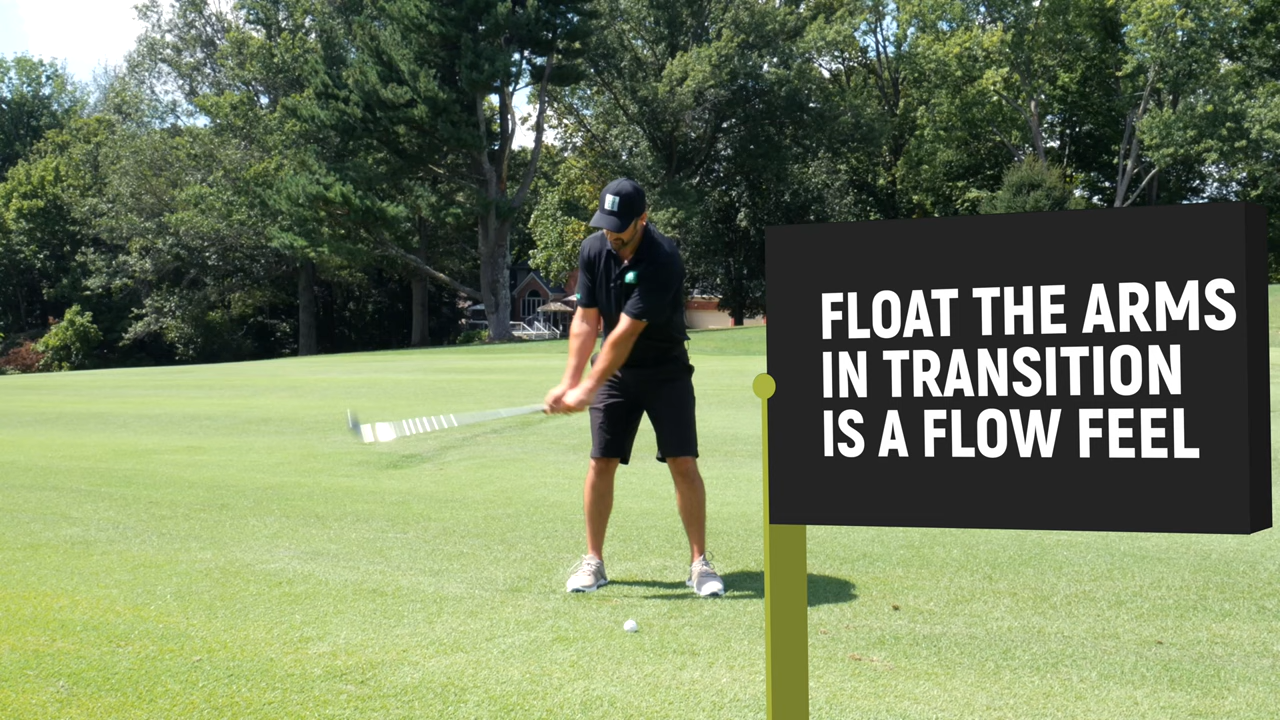 FLOAT THE ARMS
IN TRANSITION
IS A FLOW FEEL